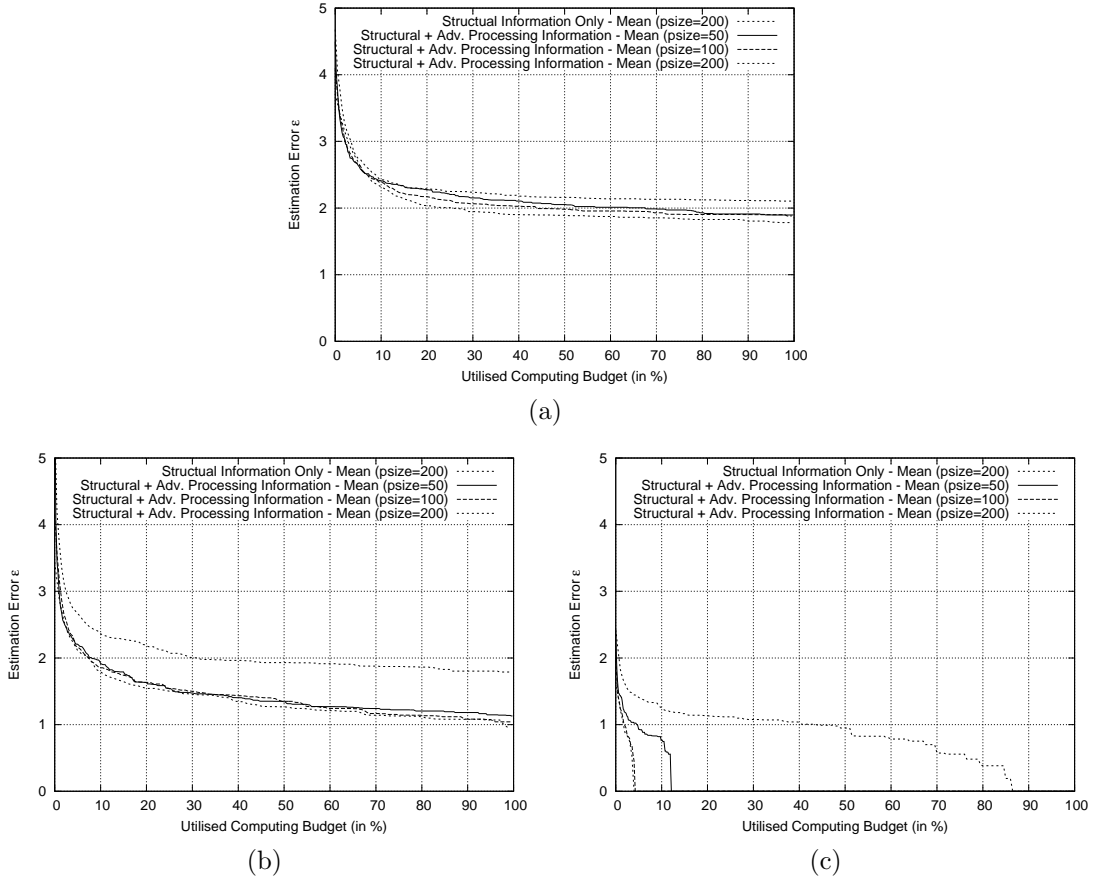 5
4
3
2
1
0
Estimation Error ε
Structual Information Only - Mean (psize=200)
Structural + Adv. Processing Information - Mean (psize=50)
Structural + Adv. Processing Information - Mean (psize=100)
Structural + Adv. Processing Information - Mean (psize=200)
0 10 20 30 40 50 60 70 80 90 100
Utilised Computing Budget (in %)
(a)
5
4
3
2
1
0
Estimation Error ε
Structual Information Only - Mean (psize=200)
Structural + Adv. Processing Information - Mean (psize=50)
Structural + Adv. Processing Information - Mean (psize=100)
Structural + Adv. Processing Information - Mean (psize=200)
0 10 20 30 40 50 60 70 80 90 100
Utilised Computing Budget (in %)
(b)
5
4
3
2
1
0
Estimation Error ε
Structual Information Only - Mean (psize=200)
Structural + Adv. Processing Information - Mean (psize=50)
Structural + Adv. Processing Information - Mean (psize=100)
Structural + Adv. Processing Information - Mean (psize=200)
0 10 20 30 40 50 60 70 80 90 100
Utilised Computing Budget (in %)
(c)